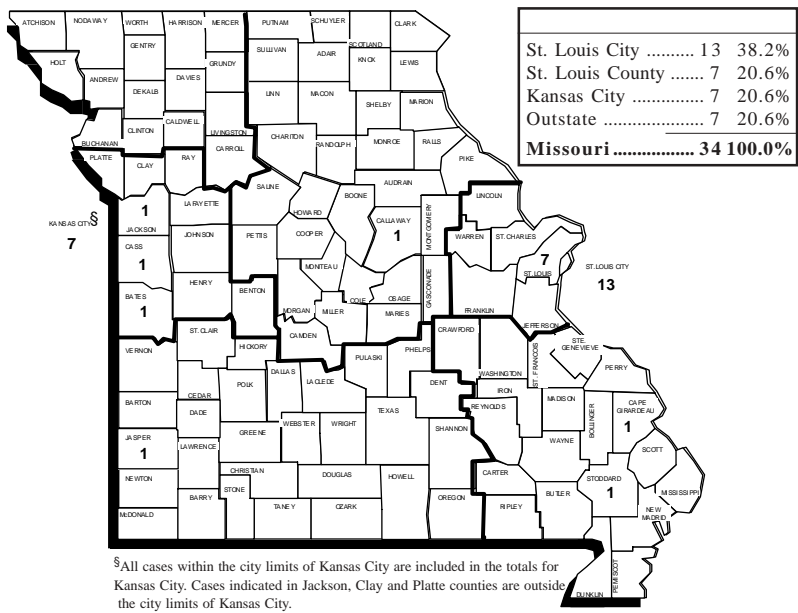 ATCHISON NODAWAY WORTH HARRISON MERCER PUTNAM SCHUYLER SCOTLAND CLARK
HOLT GENTRY GRUNDY SULLIVAN ADAIR KNOX LEWIS
ANDREW DEKALB DAVIES LINN MACON SHELBY MARION
BUCHANAN CLINTON CALDWELL LIVINGSTON CHARITON RANDOLPH MONROE RALLS
PLATTE CLAY RAY CARROLL SALINE AUDRAIN PIKE
KANSAS CITY§
7
1
JACKSON LAFAYETTE HOWARD BOONE CALLAWAY MONTGOMERY LINCOLN
1
CASS JOHNSON PETTIS COOPER WARREN ST. CHARLES
1
7
ST. LOUIS
ST.LOUIS CITY
13
BATES HENRY BENTON MONITEAU COLE OSAGE GASCONADE FRANKLIN JEFFERSON
1
MORGAN MILLER MARIES
VERNON ST. CLAIR HICKORY CAMDEN PULASKI PHELPS CRAWFORD WASHINGTON ST. FRANCOIS STE. GENEVIEVE PERRY
BARTON CEDAR POLK DALLAS LACLEDE DENT IRON MADISON BOLLINGER CAPE GIRARDEAU
1
DADE TEXAS REYNOLDS
JASPER LAWRENCE GREENE WEBSTER WRIGHT SHANNON WAYNE SCOTT
1
NEWTON CHRISTIAN DOUGLAS HOWELL CARTER BUTLER STODDARD MISSISSIPPI
1
McDONALD BARRY STONE TANEY OZARK OREGON RIPLEY NEW MADRID
DUNKLIN PEMISCOT
St. Louis City .......... 13 38.2%
St. Louis County ....... 7 20.6%
Kansas City ............... 7 20.6%
Outstate .................... 7 20.6%
Missouri................ 34 100.0%
§All cases within the city limits of Kansas City are included in the totals for
Kansas City. Cases indicated in Jackson, Clay and Platte counties are outside
the city limits of Kansas City.